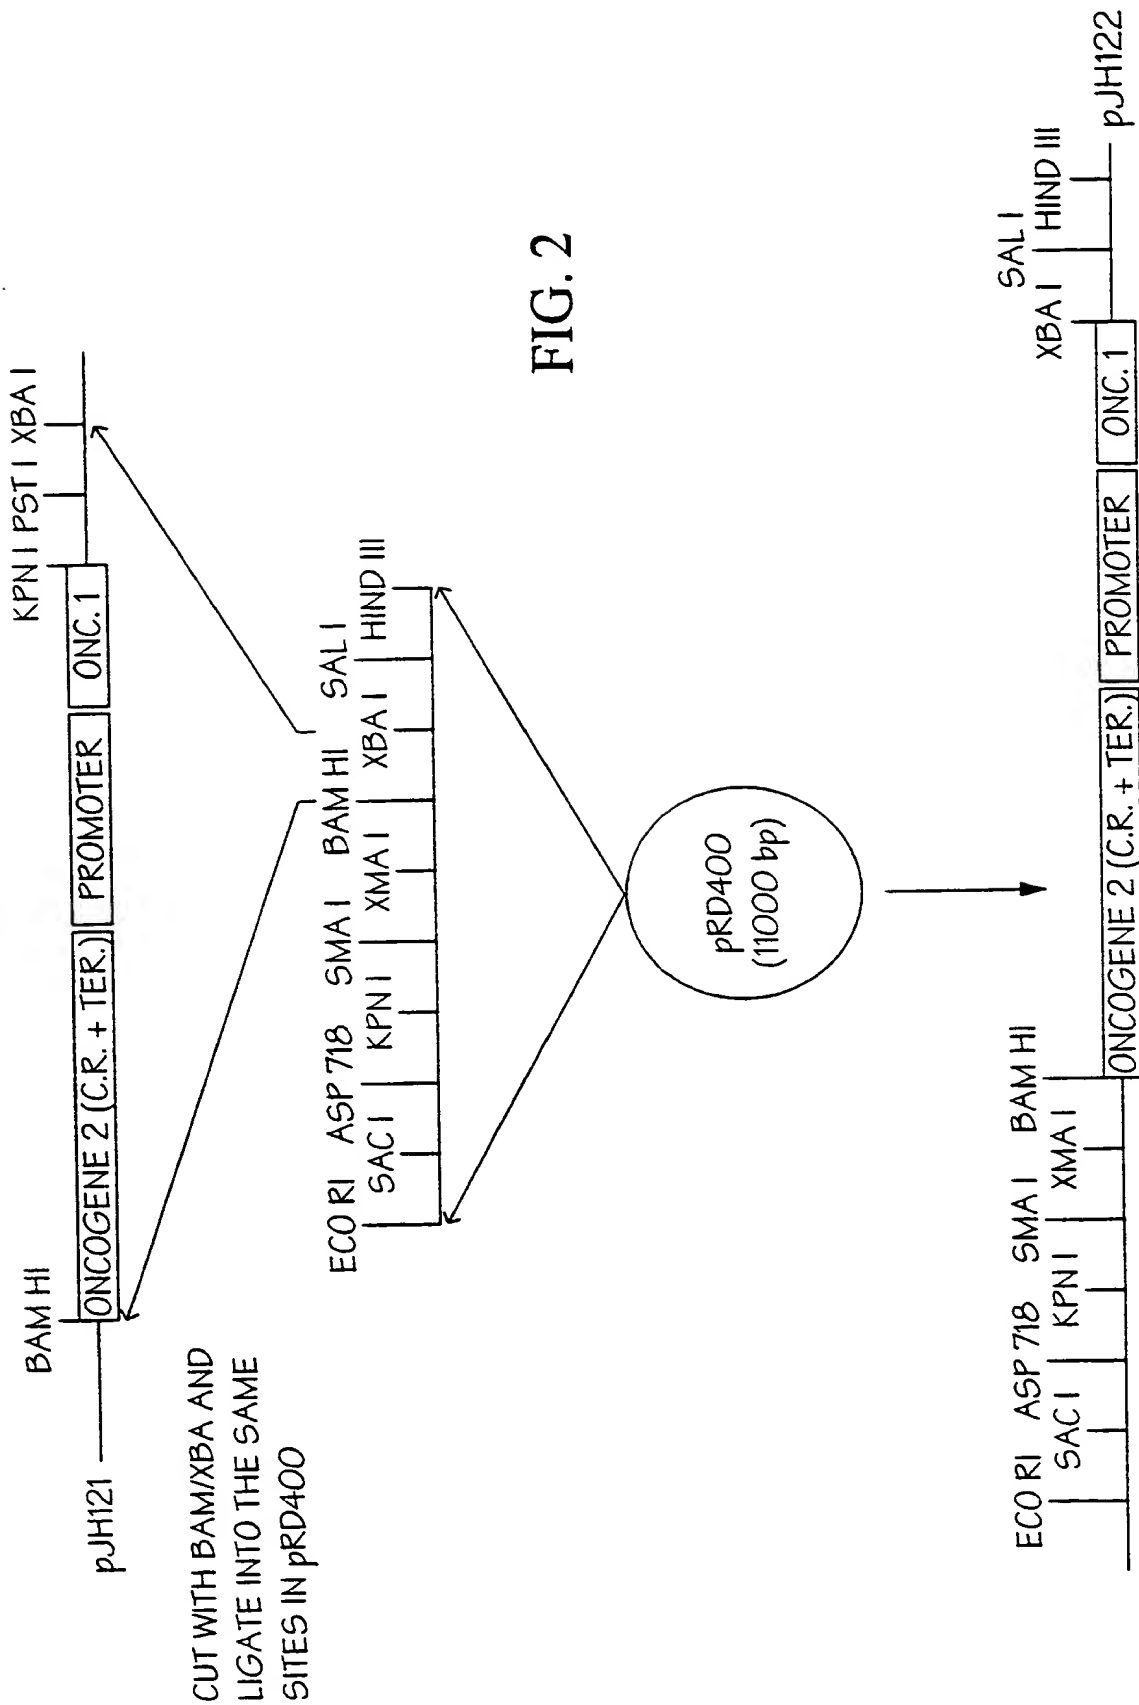 BAM HI
KPN I PST I XBA I
pJH121
ONCOGENE 2 (C.R. + TER.) PROMOTER ONC.1
CUT WITH BAM/XBA AND
LIGATE INTO THE SAME
SITES IN pRD400
ECO RI ASP 718 SMA I BAM HI SAL I
SAC I KPN I XMA I XBA I HIND III
pRD400
(11000 bp)
FIG. 2
ECO RI ASP 718 SMA I BAM HI SAL I
SAC I KPN I XMA I XBA I HIND III
ONCOGENE 2 (C.R. + TER.) PROMOTER ONC.1
pJH122